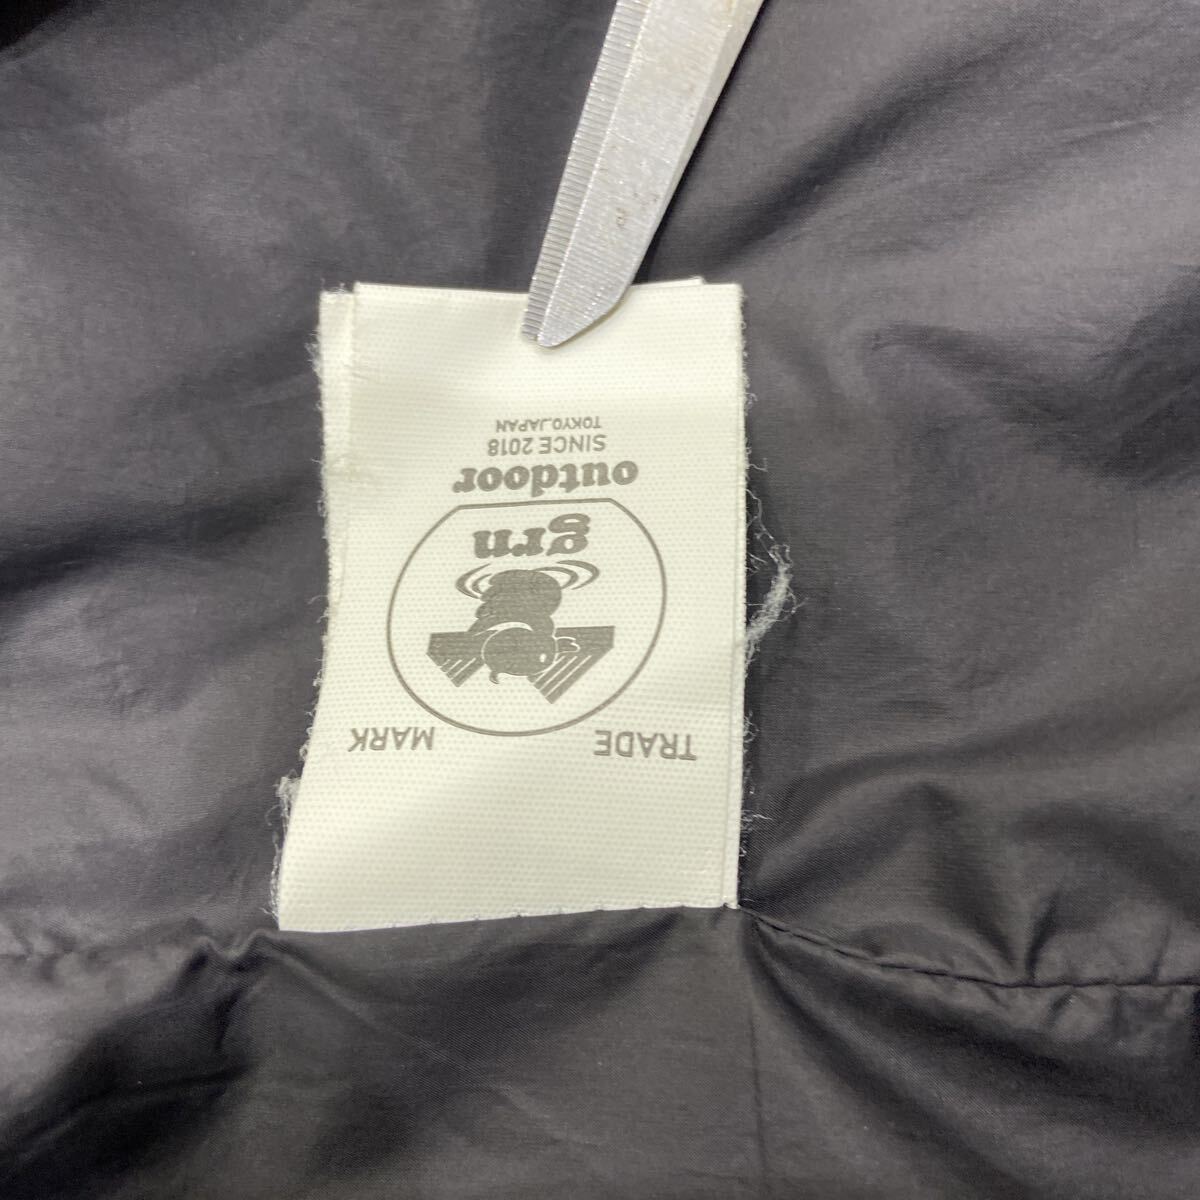 TRADE MARK
grn
outdoor
SINCE 2018
TOKYO.JAPAN